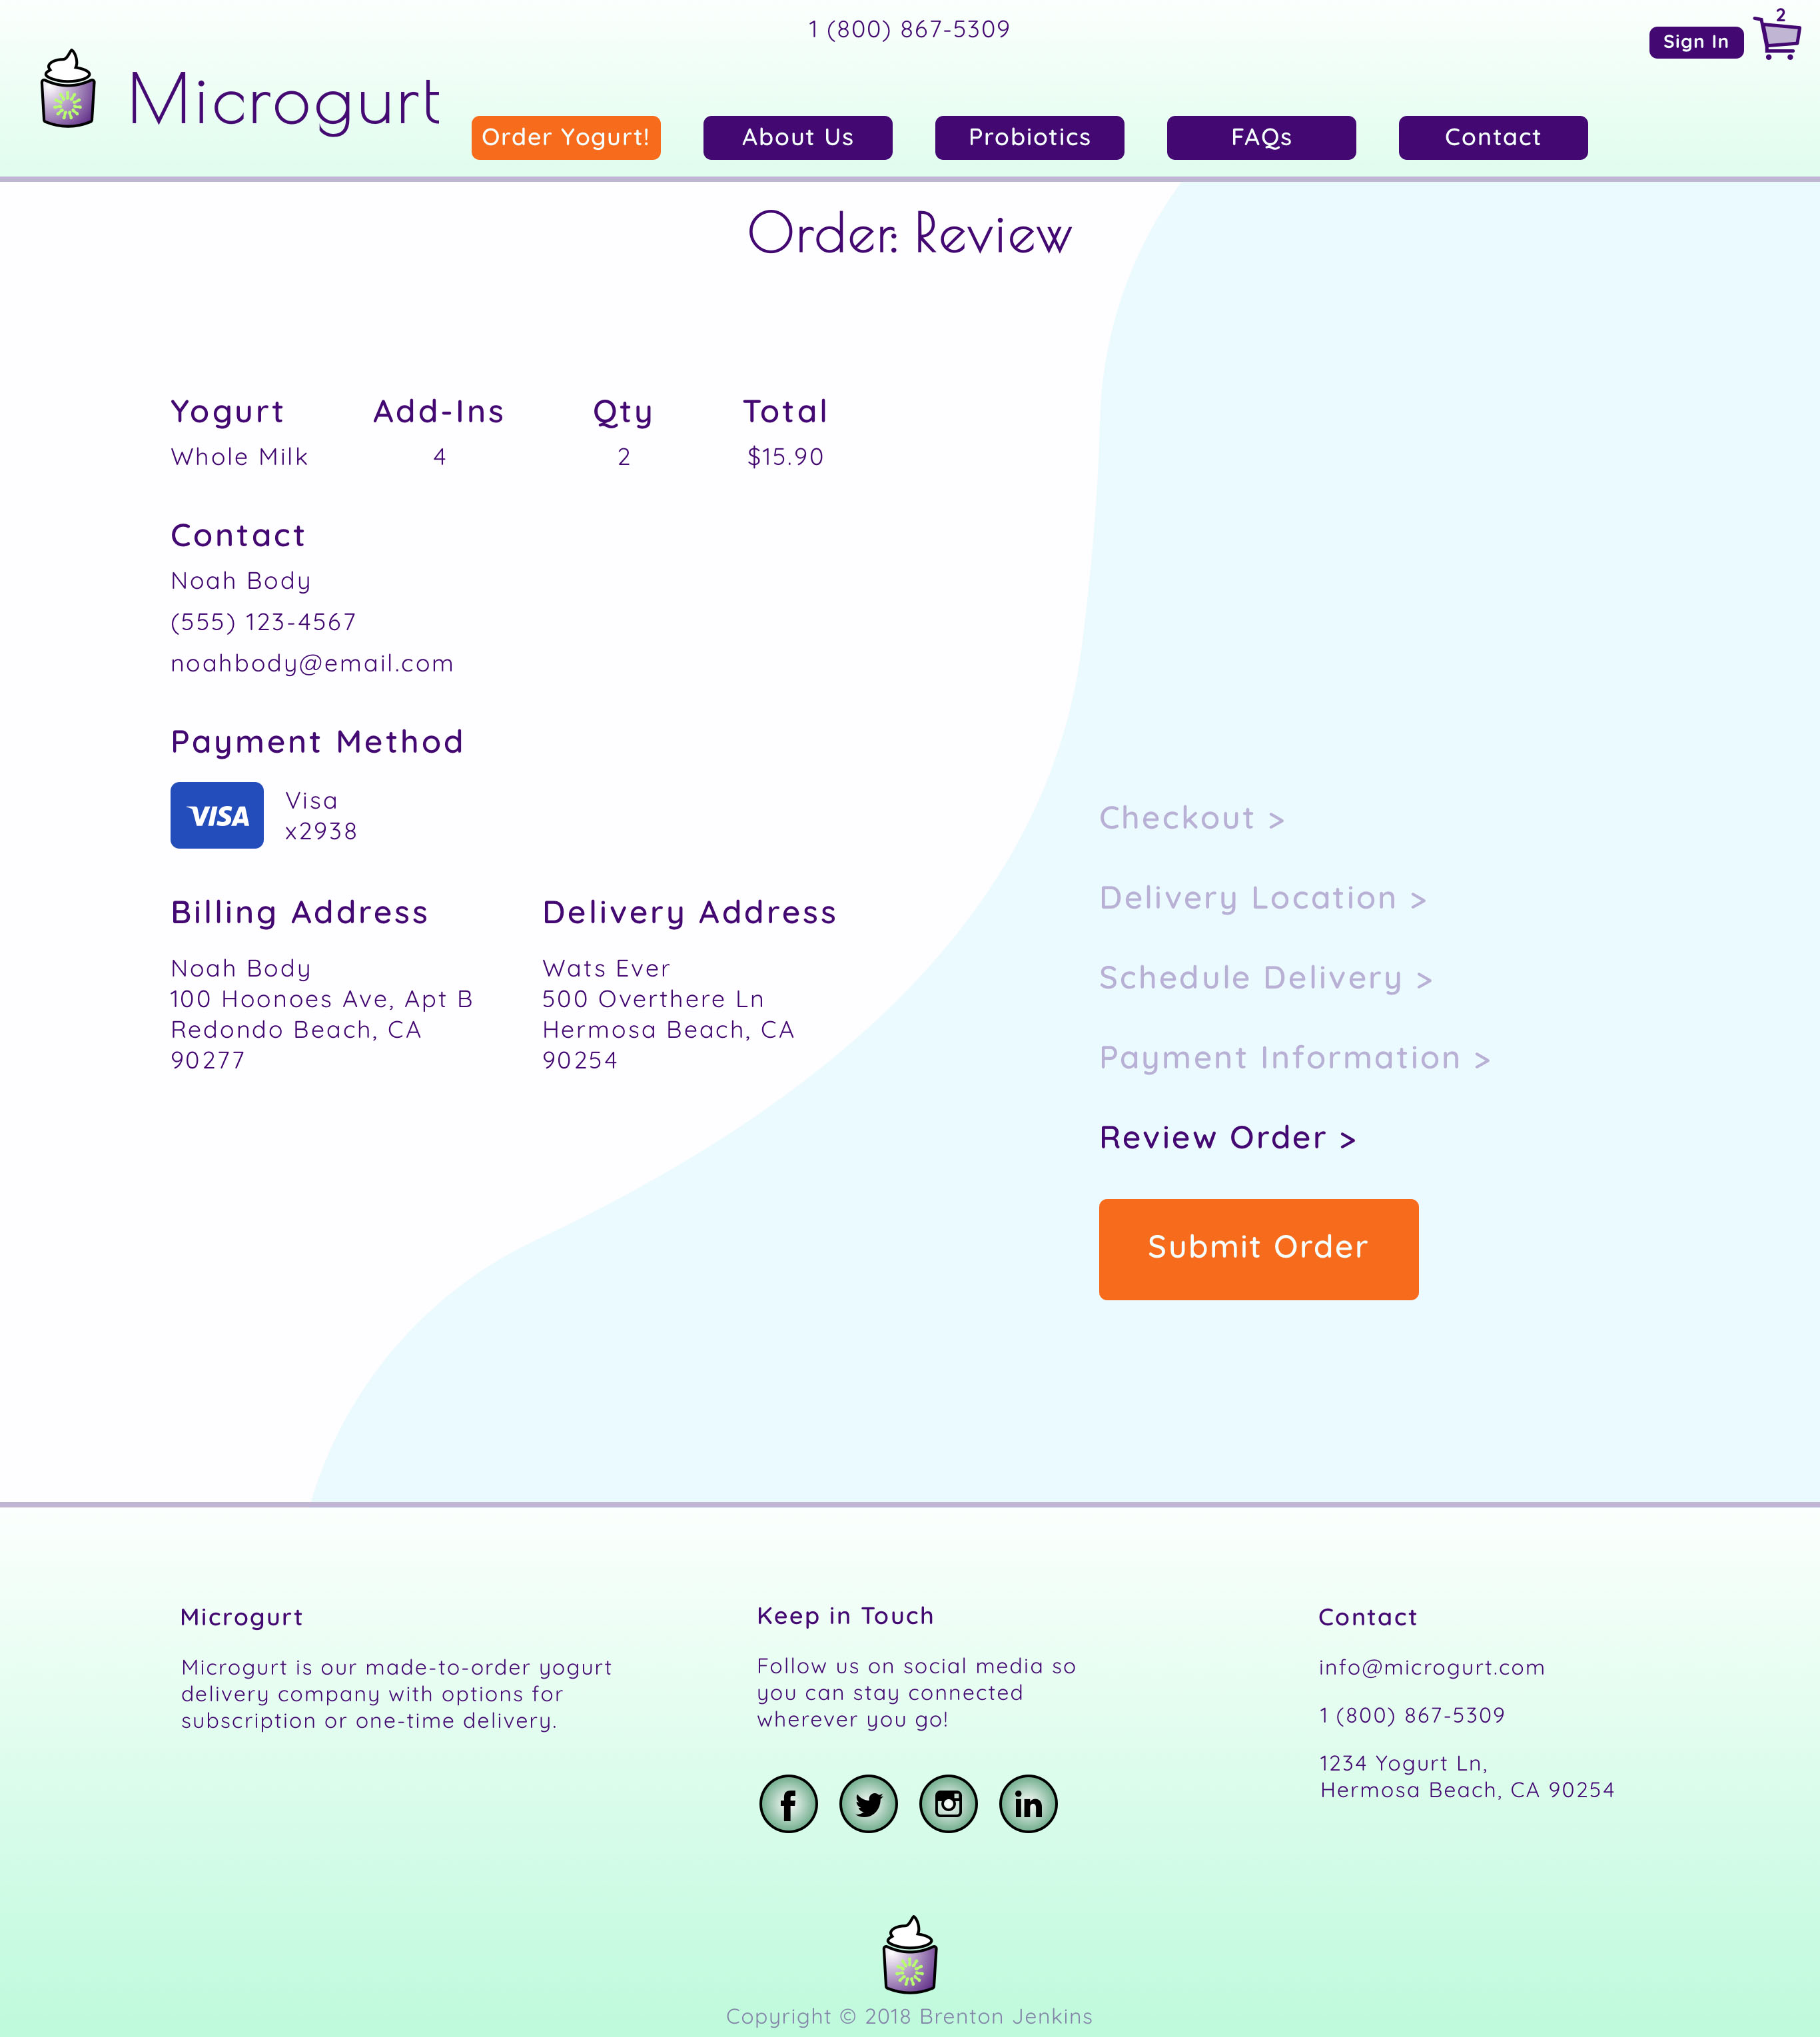 1 (800) 867-5309
2
Sign In
Microgurt
Order Yogurt!
About Us
Probiotics
FAQs
Contact
Order: Review
Yogurt Add-Ins Qty Total
Whole Milk 4 2 $15.90
Contact
Noah Body
(555) 123-4567
noahbody@email.com
Payment Method
VISA
Visa
x2938
Billing Address
Noah Body
100 Hoonoes Ave, Apt B
Redondo Beach, CA
90277
Delivery Address
Wats Ever
500 Overthere Ln
Hermosa Beach, CA
90254
Checkout >
Delivery Location >
Schedule Delivery >
Payment Information >
Review Order >
Submit Order
Microgurt
Microgurt is our made-to-order yogurt
delivery company with options for
subscription or one-time delivery.
Keep in Touch
Follow us on social media so
you can stay connected
wherever you go!
f
in
Contact
info@microgurt.com
1 (800) 867-5309
1234 Yogurt Ln,
Hermosa Beach, CA 90254
Copyright © 2018 Brenton Jenkins